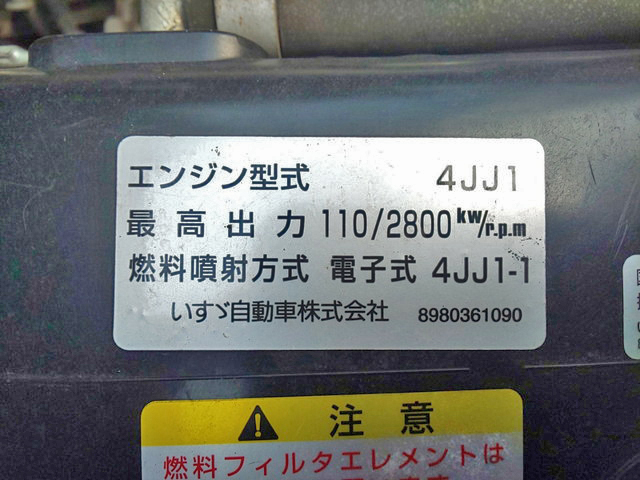 エンジン型式 4JJ1
最高出力 110/2800 kw/r.p.m
燃料噴射方式 電子式 4JJ1-1
いすゞ自動車株式会社 8980361090
注意
燃料フィルタエレメントは